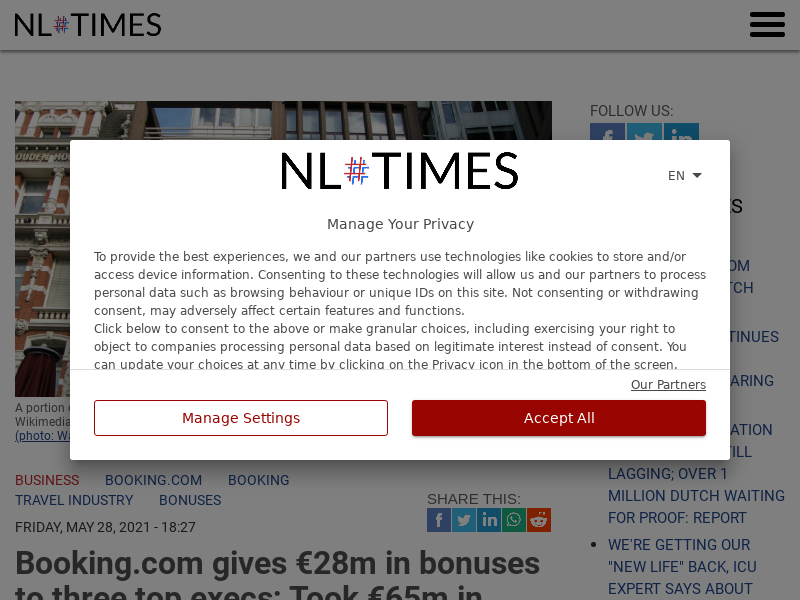 NL#TIMES
FOLLOW US:
NL#TIMES
EN
Manage Your Privacy
To provide the best experiences, we and our partners use technologies like cookies to store and/or
access device information. Consenting to these technologies will allow us and our partners to process
personal data such as browsing behaviour or unique IDs on this site. Not consenting or withdrawing
consent, may adversely affect certain features and functions.
Click below to consent to the above or make granular choices, including exercising your right to
object to companies processing personal data based on legitimate interest instead of consent. You
can update your choices at any time by clicking on the Privacy icon in the bottom of the screen.
Our Partners
Manage Settings
Accept All
A portion
Wikimedia
(photo:
BUSINESS BOOKING.COM BOOKING
TRAVEL INDUSTRY BONUSES
SHARE THIS:
FRIDAY, MAY 28, 2021 - 18:27
Booking.com gives €28m in bonuses
to three top execs; Took €65m in
LAGGING; OVER 1
MILLION DUTCH WAITING
FOR PROOF: REPORT
WE'RE GETTING OUR
"NEW LIFE" BACK, ICU
EXPERT SAYS ABOUT